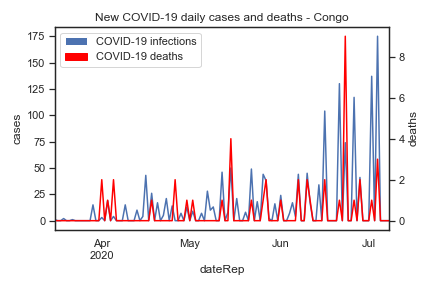 New COVID-19 daily cases and deaths - Congo
COVID-19 infections
COVID-19 deaths
175
150
125
100
75
50
25
0
cases
8
6
4
2
0
deaths
Apr
2020
May
Jun
Jul
dateRep